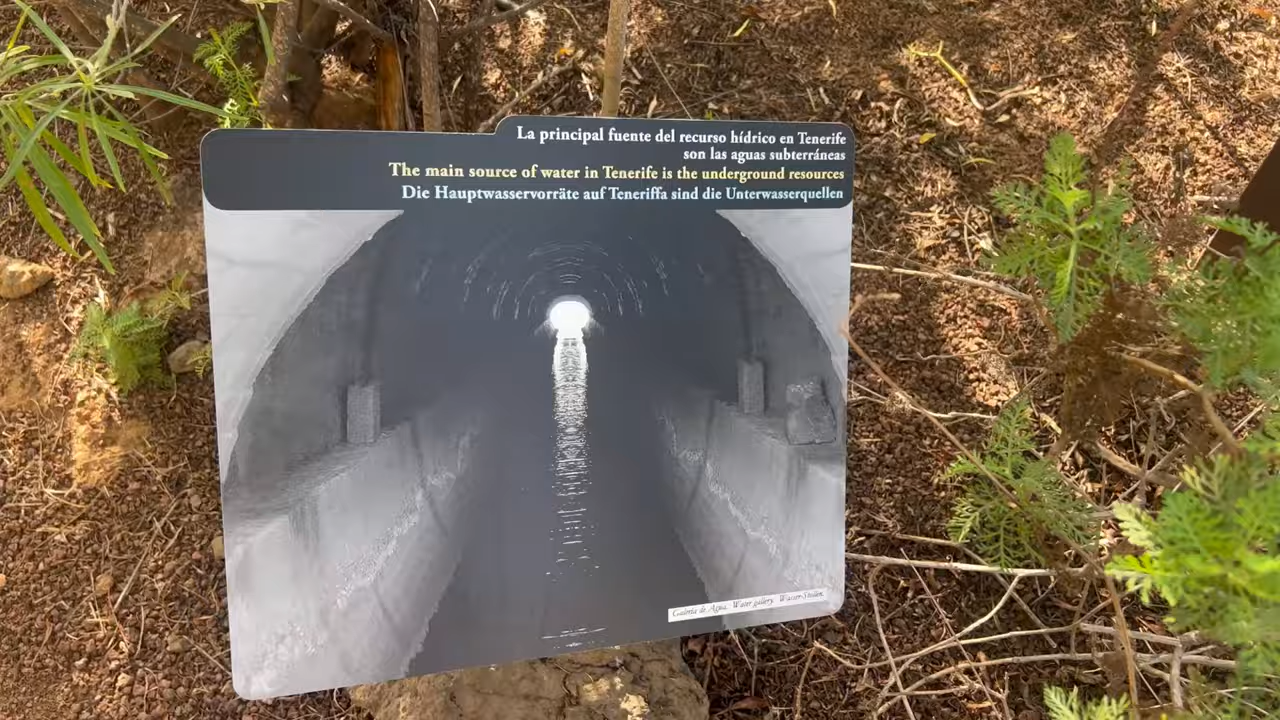 La principal fuente del recurso hídrico en Tenerife
son las aguas subterráneas
The main source of water in Tenerife is the underground resources
Die Hauptwasservorräte auf Teneriffa sind die Unterwasserquellen
Galería de Agua. Water gallery. Wasser-Stollen.